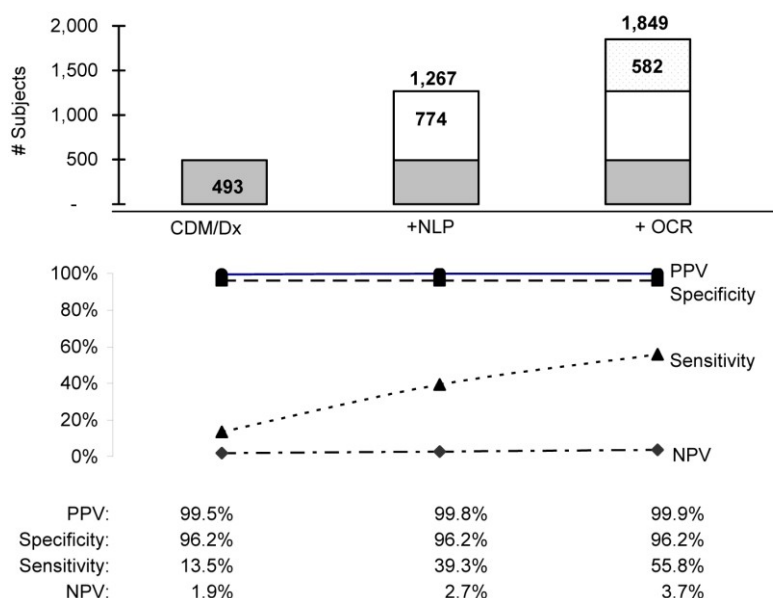 1,849
2,000
582
1,267
1,500
774
1,000
# Subjects
500
493
-
CDM/Dx +NLP + OCR
100%
PPV
80%
Specificity
60%
Sensitivity
40%
20%
0%
NPV
PPV: 99.5% 99.8% 99.9%
Specificity: 96.2% 96.2% 96.2%
Sensitivity: 13.5% 39.3% 55.8%
NPV: 1.9% 2.7% 3.7%